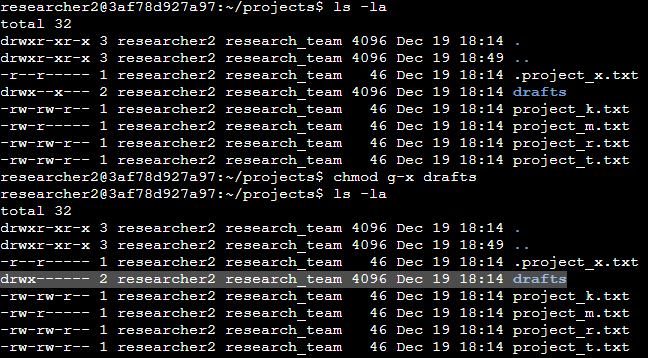 researcher2@3af78d927a97:~/projects$ ls -la
total 32
drwxr-xr-x 3 researcher2 research_team 4096 Dec 19 18:14 .
drwxr-xr-x 3 researcher2 research_team 4096 Dec 19 18:49 ..
-r--r----- 1 researcher2 research_team   46 Dec 19 18:14 .project_x.txt
drwx--x--- 2 researcher2 research_team 4096 Dec 19 18:14 drafts
-rw-rw-r-- 1 researcher2 research_team   46 Dec 19 18:14 project_k.txt
-rw-r----- 1 researcher2 research_team   46 Dec 19 18:14 project_m.txt
-rw-rw-r-- 1 researcher2 research_team   46 Dec 19 18:14 project_r.txt
-rw-rw-r-- 1 researcher2 research_team   46 Dec 19 18:14 project_t.txt
researcher2@3af78d927a97:~/projects$ chmod g-x drafts
researcher2@3af78d927a97:~/projects$ ls -la
total 32
drwxr-xr-x 3 researcher2 research_team 4096 Dec 19 18:14 .
drwxr-xr-x 3 researcher2 research_team 4096 Dec 19 18:49 ..
-r--r----- 1 researcher2 research_team   46 Dec 19 18:14 .project_x.txt
drwx------ 2 researcher2 research_team 4096 Dec 19 18:14 drafts
-rw-rw-r-- 1 researcher2 research_team   46 Dec 19 18:14 project_k.txt
-rw-r----- 1 researcher2 research_team   46 Dec 19 18:14 project_m.txt
-rw-rw-r-- 1 researcher2 research_team   46 Dec 19 18:14 project_r.txt
-rw-rw-r-- 1 researcher2 research_team   46 Dec 19 18:14 project_t.txt